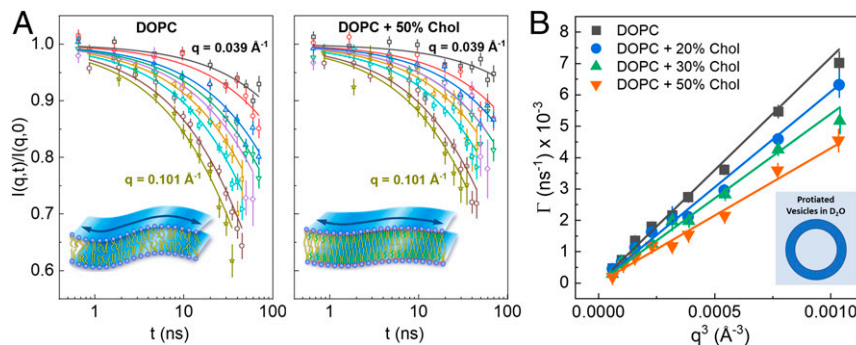 A
DOPC
q = 0.039 Å⁻¹
q = 0.101 Å⁻¹
I(q,t)/I(q,0)
1.0
0.9
0.8
0.7
0.6
1
10
100
t (ns)
DOPC + 50% Chol
q = 0.039 Å⁻¹
q = 0.101 Å⁻¹
1
10
100
t (ns)
B
DOPC
DOPC + 20% Chol
DOPC + 30% Chol
DOPC + 50% Chol
Γ (ns⁻¹) x 10⁻³
8
7
6
5
4
3
2
1
0
Protiated
Vesicles in D₂O
0.0000
0.0005
0.0010
q³ (Å⁻³)